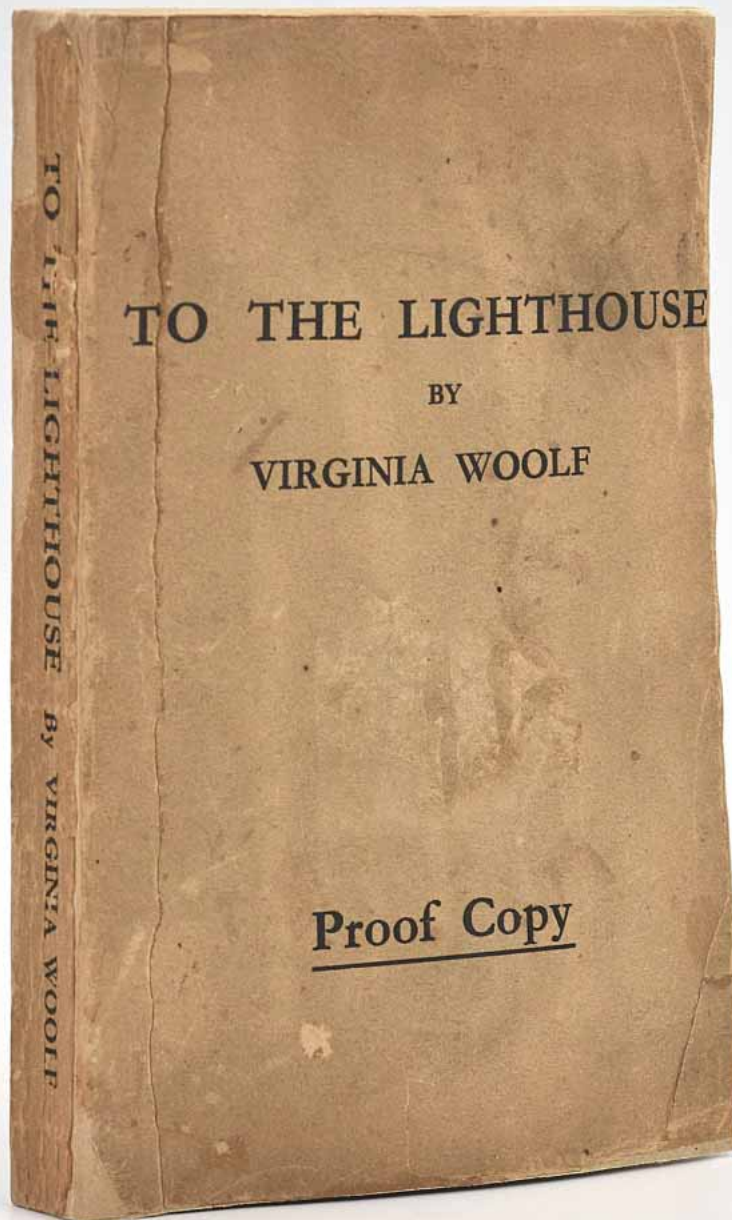 TO THE LIGHTHOUSE
BY
VIRGINIA WOOLF
Proof Copy
TO THE LIGHTHOUSE By VIRGINIA WOOLF